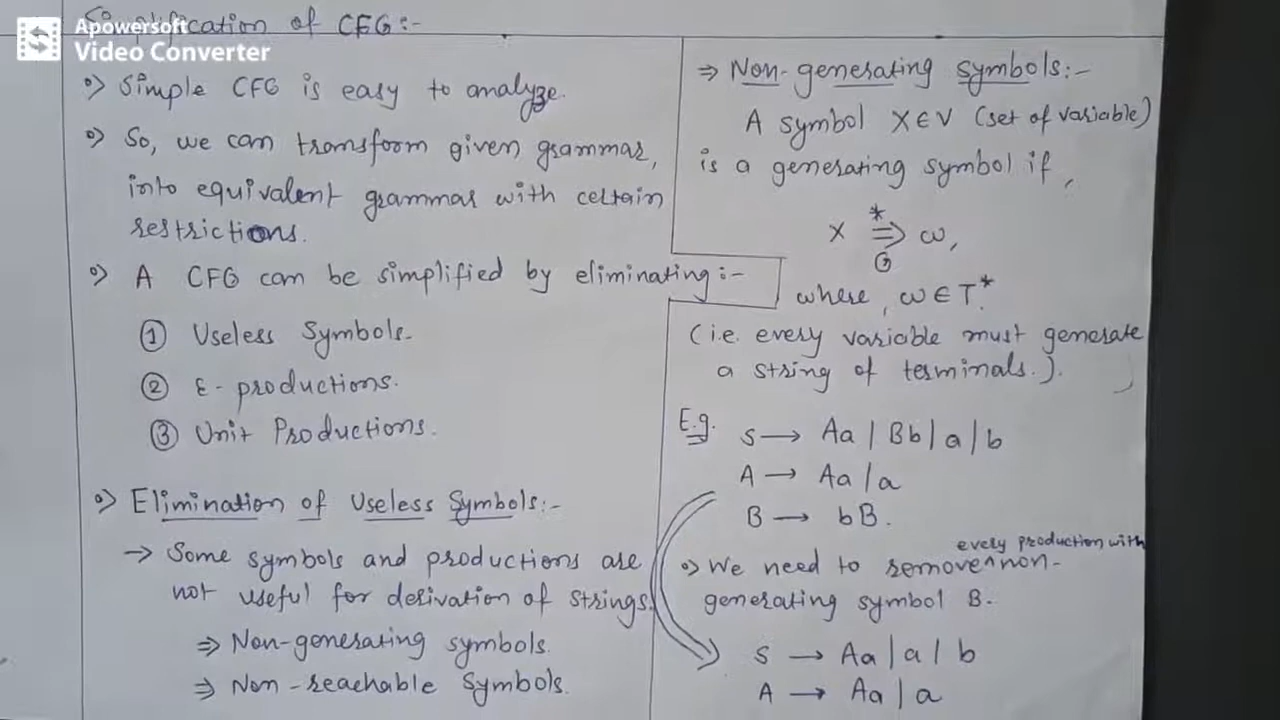 Simplification of CFG:-
Apowersoft
Video Converter
Simple CFG is easy to analyze.
So, we can transform given grammar,
into equivalent grammar with certain
restrictions.
A CFG can be simplified by eliminating:-
① Useless Symbols.
② ε-productions.
③ Unit Productions.
Elimination of Useless Symbols:-
→ Some symbols and productions are
not useful for derivation of strings.
⇒ Non-generating symbols.
⇒ Non-reachable Symbols.
⇒ Non-generating symbols:-
A symbol X∈V (set of variable)
is a generating symbol if,
X ⇒ ω,
*
G
where, ω∈T*.
(i.e. every variable must generate
a string of terminals.).
E.g. S → Aa | Bb | a | b
A → Aa | a
B → bB.
every production with
We need to remove ^ non-
generating symbol B.
S → Aa | a | b
A → Aa | a